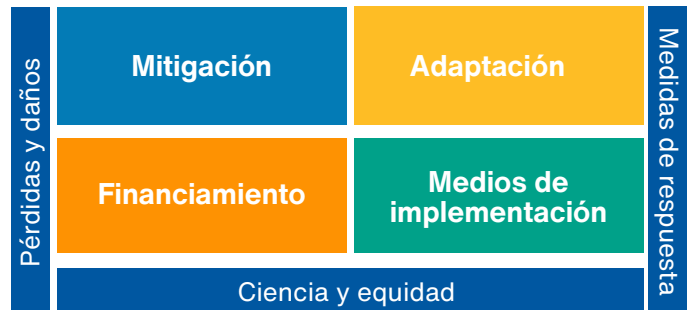 Pérdidas y daños
Mitigación
Adaptación
Financiamiento
Medios de
implementación
Medidas de respuesta
Ciencia y equidad